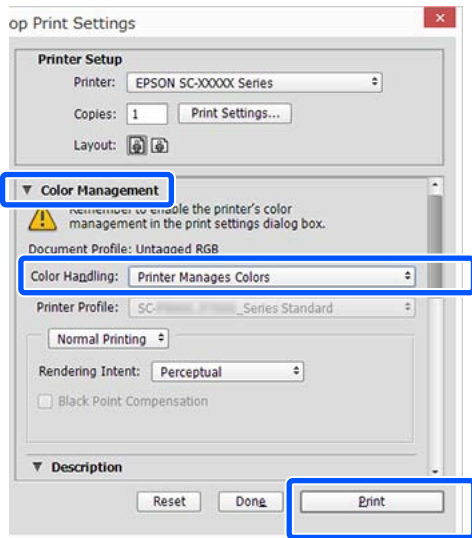 op Print Settings
Printer Setup
Printer: EPSON SC-XXXXX Series
Copies: 1 Print Settings...
Layout:
Color Management
Remember to enable the printer's color
management in the print settings dialog box.
Document Profile: Untagged RGB
Color Handling: Printer Manages Colors
Printer Profile: SC- _Series Standard
Normal Printing
Rendering Intent: Perceptual
Black Point Compensation
Description
Reset Done Print